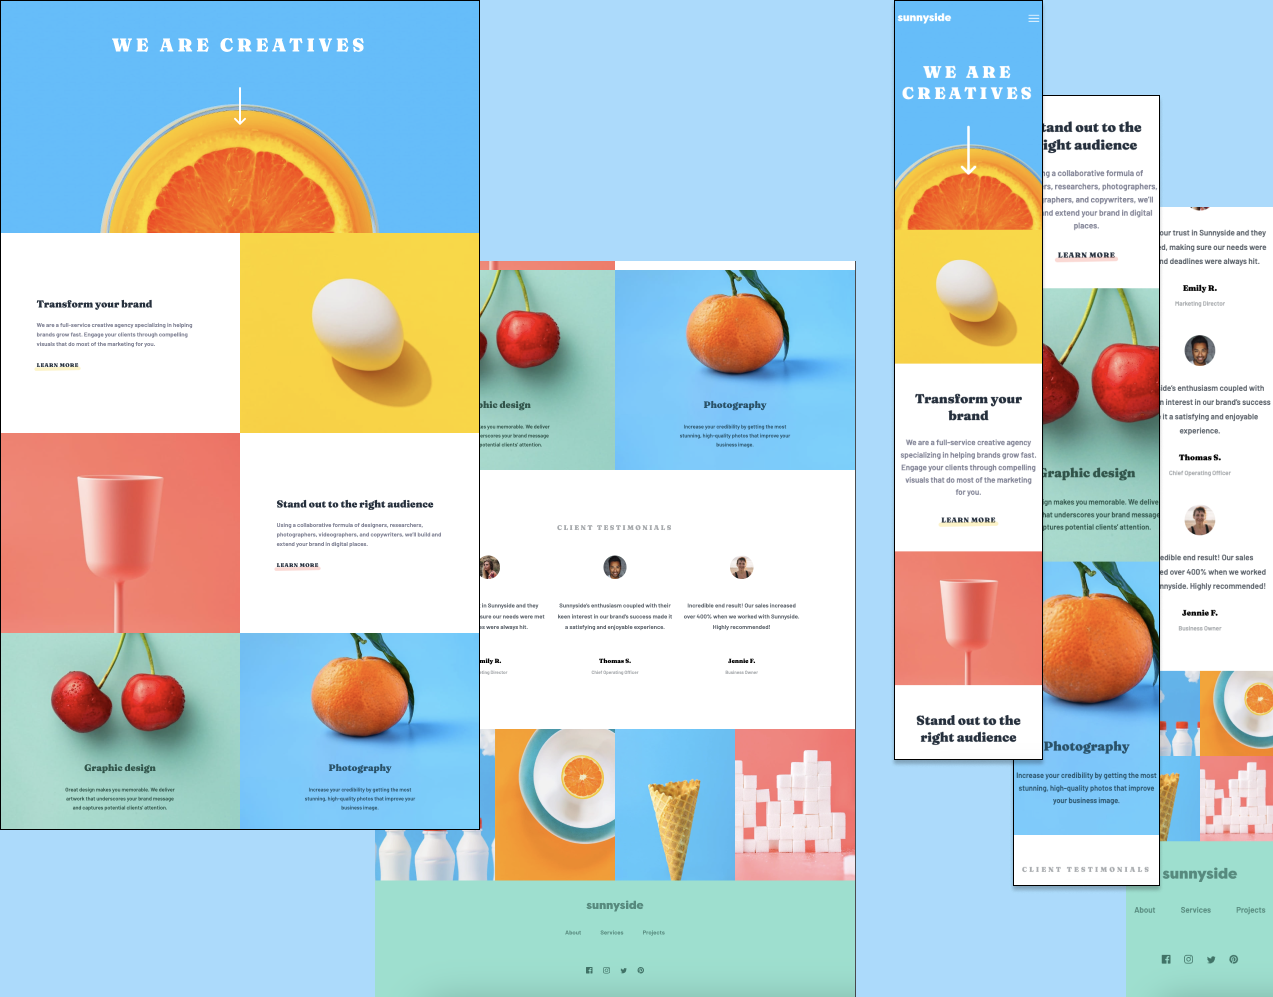 WE ARE CREATIVES
Transform your brand
We are a full-service creative agency specializing in helping
brands grow fast. Engage your clients through compelling
visuals that do most of the marketing for you.
LEARN MORE
Stand out to the right audience
Using a collaborative formula of designers, researchers,
photographers, videographers, and copywriters, we'll build and
extend your brand in digital places.
LEARN MORE
Graphic design
Great design makes you memorable. We deliver
artwork that underscores your brand message
and captures potential clients' attention.
Photography
Increase your credibility by getting the most
stunning, high-quality photos that improve your
business image.
phic design
kes you memorable. We deliver
derscores your brand message
potential clients' attention.
Photography
Increase your credibility by getting the most
stunning, high-quality photos that improve your
business image.
CLIENT TESTIMONIALS
t in Sunnyside and they
sure our needs were met
es were always hit.
mily R.
eting Director
Sunnyside's enthusiasm coupled with their
keen interest in our brand's success made it
a satisfying and enjoyable experience.
Thomas S.
Chief Operating Officer
Incredible end result! Our sales increased
over 400% when we worked with Sunnyside.
Highly recommended!
Jennie F.
Business Owner
sunnyside
About Services Projects
sunnyside
WE ARE
CREATIVES
Transform your
brand
We are a full-service creative agency
specializing in helping brands grow fast.
Engage your clients through compelling
visuals that do most of the marketing
for you.
LEARN MORE
Stand out to the
right audience
tand out to the
ight audience
ng a collaborative formula of
ers, researchers, photographers,
raphers, and copywriters, we'll
nd extend your brand in digital
places.
LEARN MORE
Graphic design
ign makes you memorable. We delive
hat underscores your brand message
ptures potential clients' attention.
Photography
Increase your credibility by getting the most
stunning, high-quality photos that improve
your business image.
CLIENT TESTIMONIALS
our trust in Sunnyside and they
ed, making sure our needs were
nd deadlines were always hit.
Emily R.
Marketing Director
ide's enthusiasm coupled with
n interest in our brand's success
it a satisfying and enjoyable
experience.
Thomas S.
Chief Operating Officer
edible end result! Our sales
ed over 400% when we worked
nnyside. Highly recommended!
Jennie F.
Business Owner
sunnyside
About Services Projects